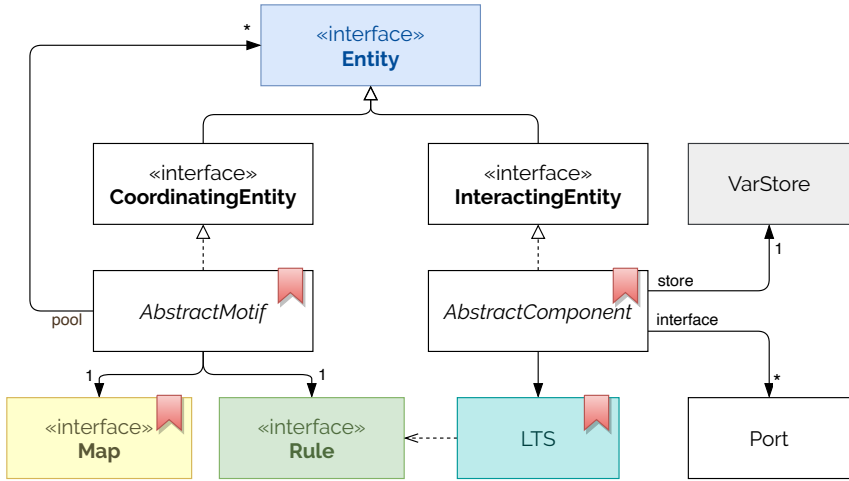 *
«interface»
Entity
«interface»
CoordinatingEntity
«interface»
InteractingEntity
VarStore
1
AbstractMotif
AbstractComponent
store
interface
pool
1
1
*
«interface»
Map
«interface»
Rule
LTS
Port